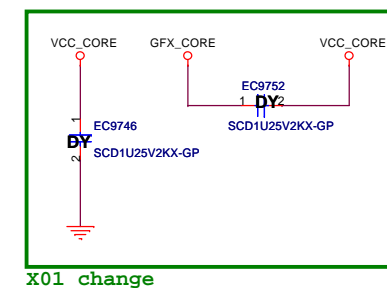 VCC_CORE GFX_CORE VCC_CORE
EC9752
1 DY 2
SCD1U25V2KX-GP
1
EC9746
DY
SCD1U25V2KX-GP
2
X01 change